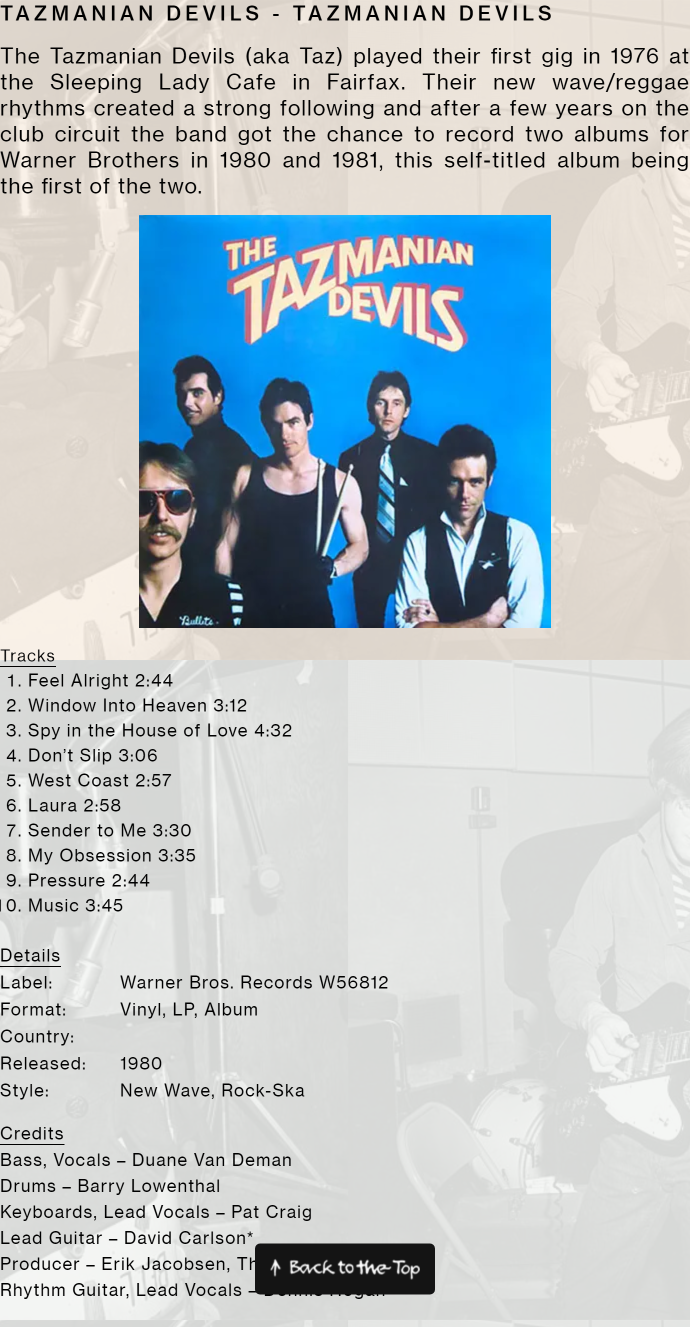 TAZMANIAN DEVILS - TAZMANIAN DEVILS
The Tazmanian Devils (aka Taz) played their first gig in 1976 at
the Sleeping Lady Cafe in Fairfax. Their new wave/reggae
rhythms created a strong following and after a few years on the
club circuit the band got the chance to record two albums for
Warner Brothers in 1980 and 1981, this self-titled album being
the first of the two.
THE
TAZMANIAN
DEVILS
Bullets
Tracks
1. Feel Alright 2:44
2. Window Into Heaven 3:12
3. Spy in the House of Love 4:32
4. Don’t Slip 3:06
5. West Coast 2:57
6. Laura 2:58
7. Sender to Me 3:30
8. My Obsession 3:35
9. Pressure 2:44
10. Music 3:45
Details
Label: Warner Bros. Records W56812
Format: Vinyl, LP, Album
Country:
Released: 1980
Style: New Wave, Rock-Ska
Credits
Bass, Vocals – Duane Van Deman
Drums – Barry Lowenthal
Keyboards, Lead Vocals – Pat Craig
Lead Guitar – David Carlson*
Producer – Erik Jacobsen,
Rhythm Guitar, Lead Vocals –
↑ Back to the Top